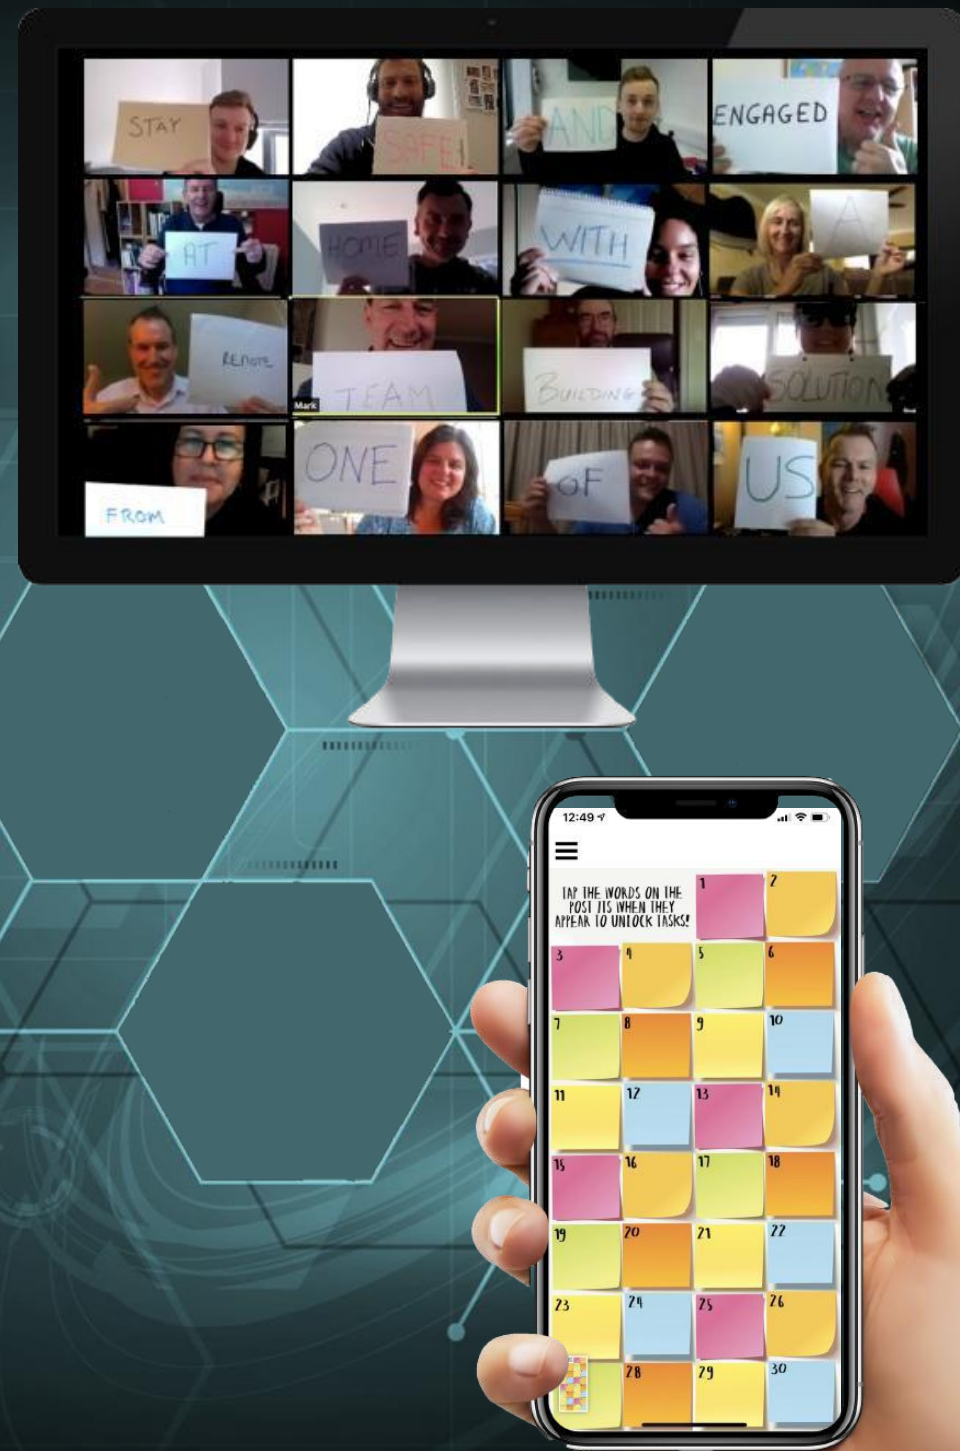 STAY
SAFE!
AND
ENGAGED
AT
HOME
WITH
A
REMOTE
TEAM
Mark
BUILDING
SOLUTION
FROM
ONE
OF
US
12:49
TAP THE WORDS ON THE
POST ITS WHEN THEY
APPEAR TO UNLOCK TASKS!
1
2
3
4
5
6
7
8
9
10
11
12
13
14
15
16
17
18
19
20
21
22
23
24
25
26
28
29
30